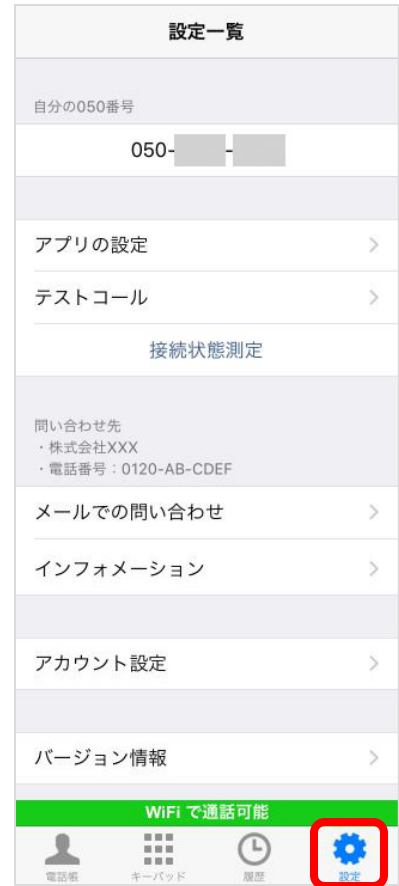 設定一覧
自分の050番号
050- -
アプリの設定
テストコール
接続状態測定
問い合わせ先
・株式会社XXX
・電話番号：0120-AB-CDEF
メールでの問い合わせ
インフォメーション
アカウント設定
バージョン情報
WiFi で通話可能
電話帳 キーパッド 履歴 設定